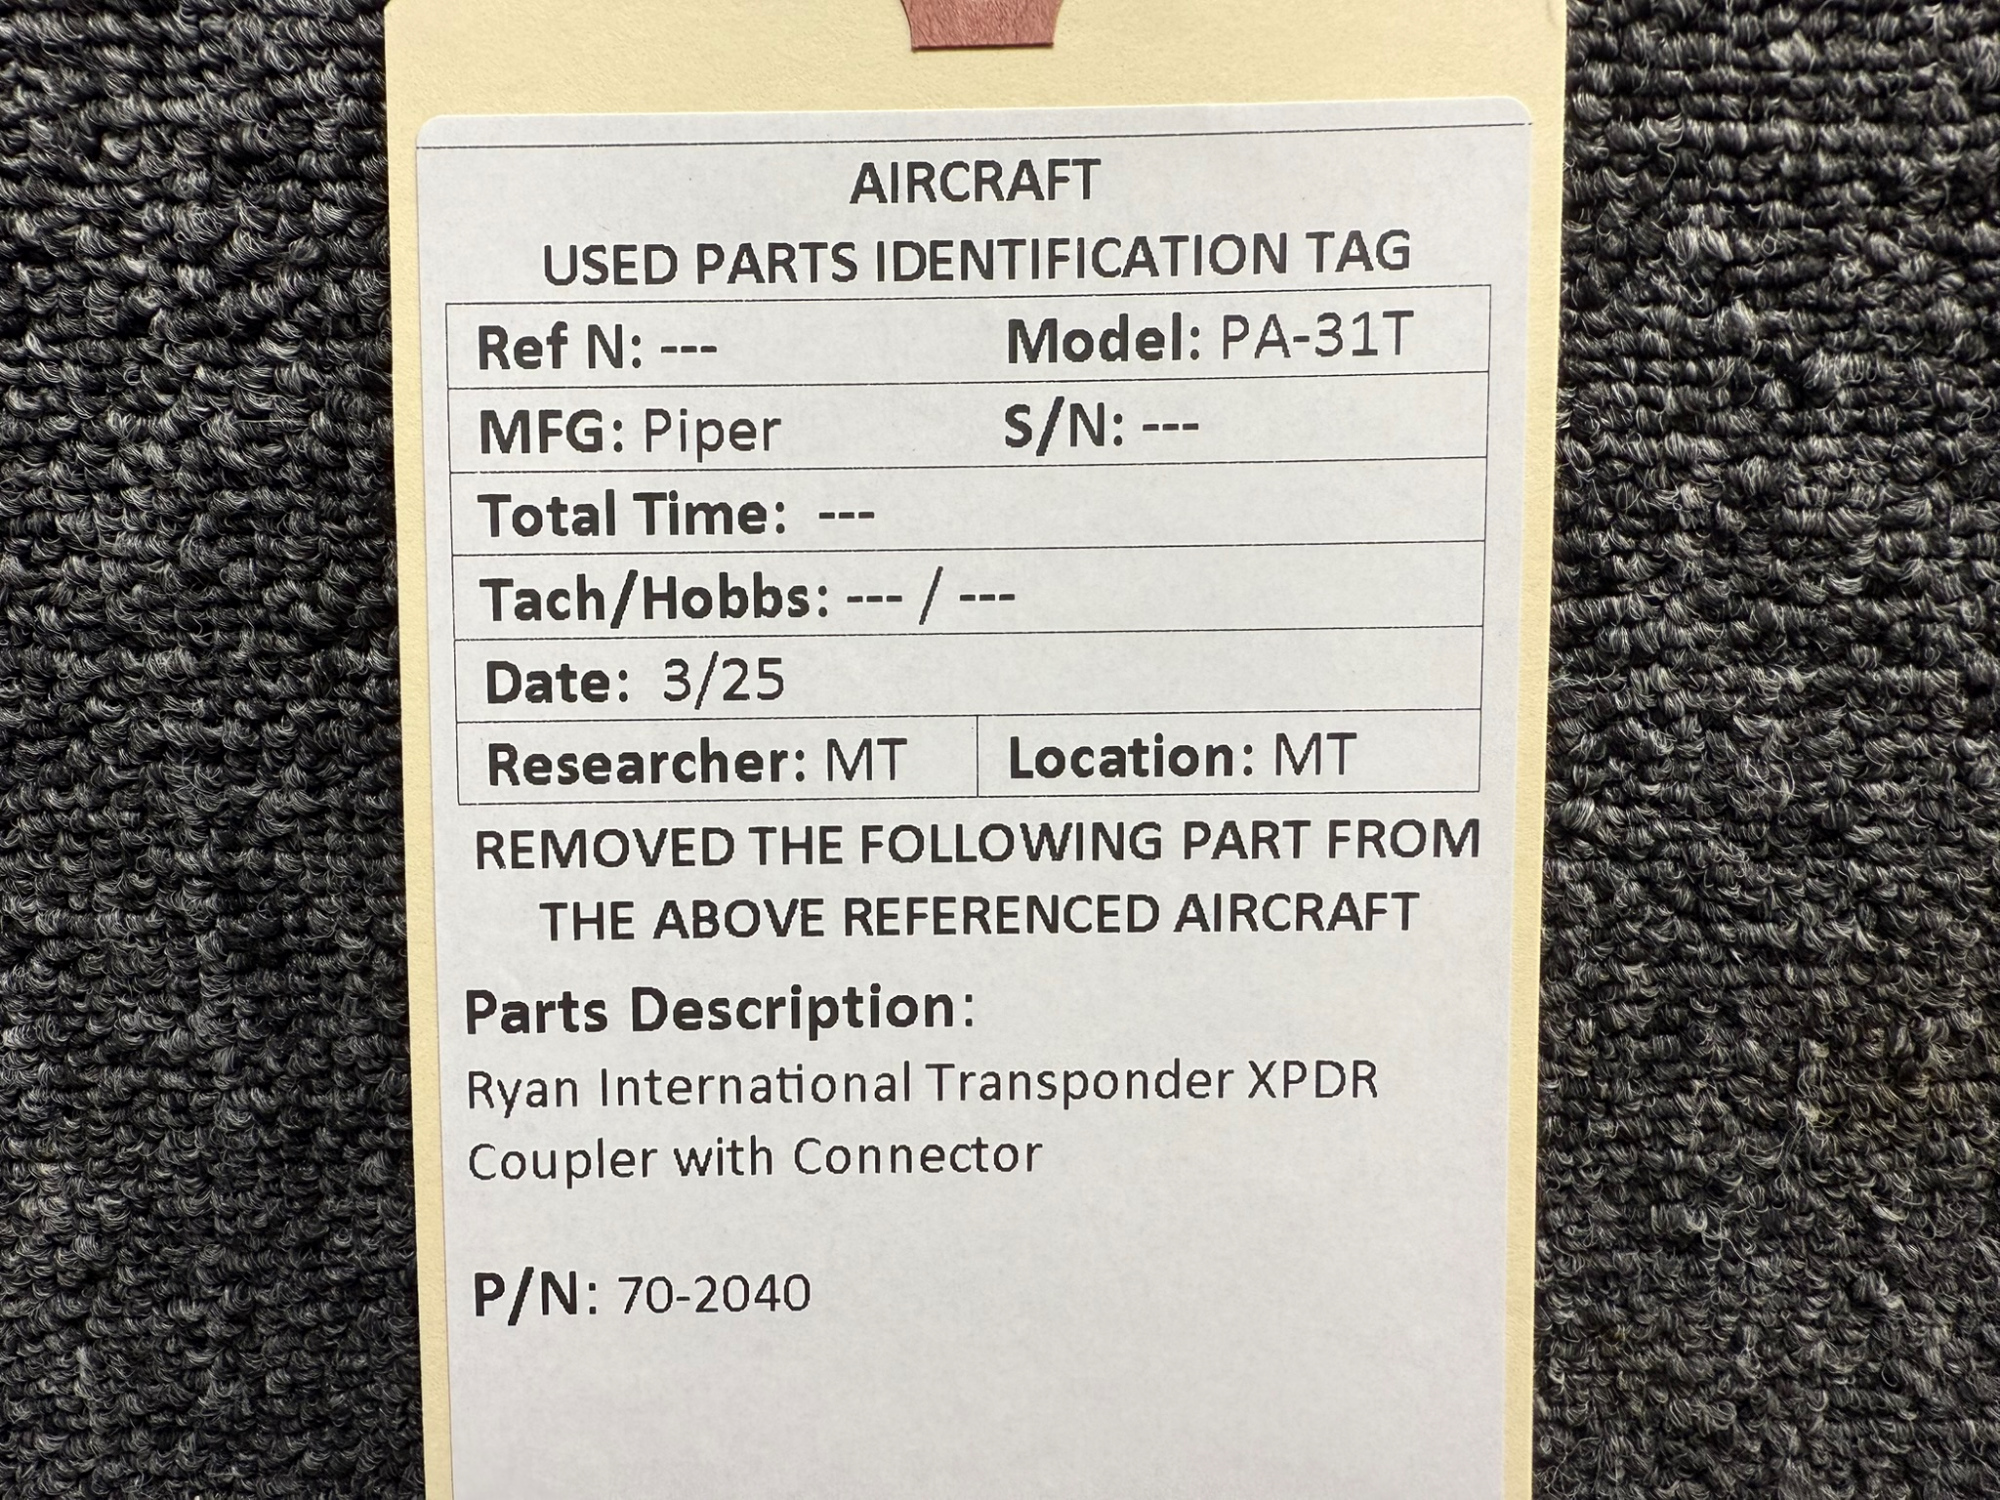 AIRCRAFT
USED PARTS IDENTIFICATION TAG
Ref N: --- Model: PA-31T
MFG: Piper S/N: ---
Total Time: ---
Tach/Hobbs: --- / ---
Date: 3/25
Researcher: MT Location: MT
REMOVED THE FOLLOWING PART FROM
THE ABOVE REFERENCED AIRCRAFT
Parts Description:
Ryan International Transponder XPDR
Coupler with Connector
P/N: 70-2040